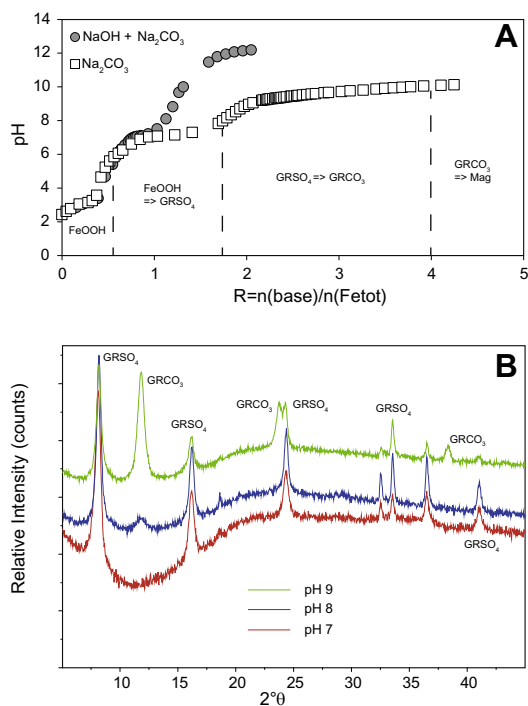 A
NaOH + Na₂CO₃
Na₂CO₃
14
12
10
8
6
4
2
0
pH
FeOOH
FeOOH
=> GRSO₄
GRSO₄ => GRCO₃
GRCO₃
=> Mag
0 1 2 3 4 5
R=n(base)/n(Fetot)
B
GRSO₄
GRCO₃
GRSO₄
GRCO₃
GRSO₄
GRSO₄
GRCO₃
GRSO₄
Relative Intensity (counts)
pH 9
pH 8
pH 7
10 15 20 25 30 35 40
2°θ